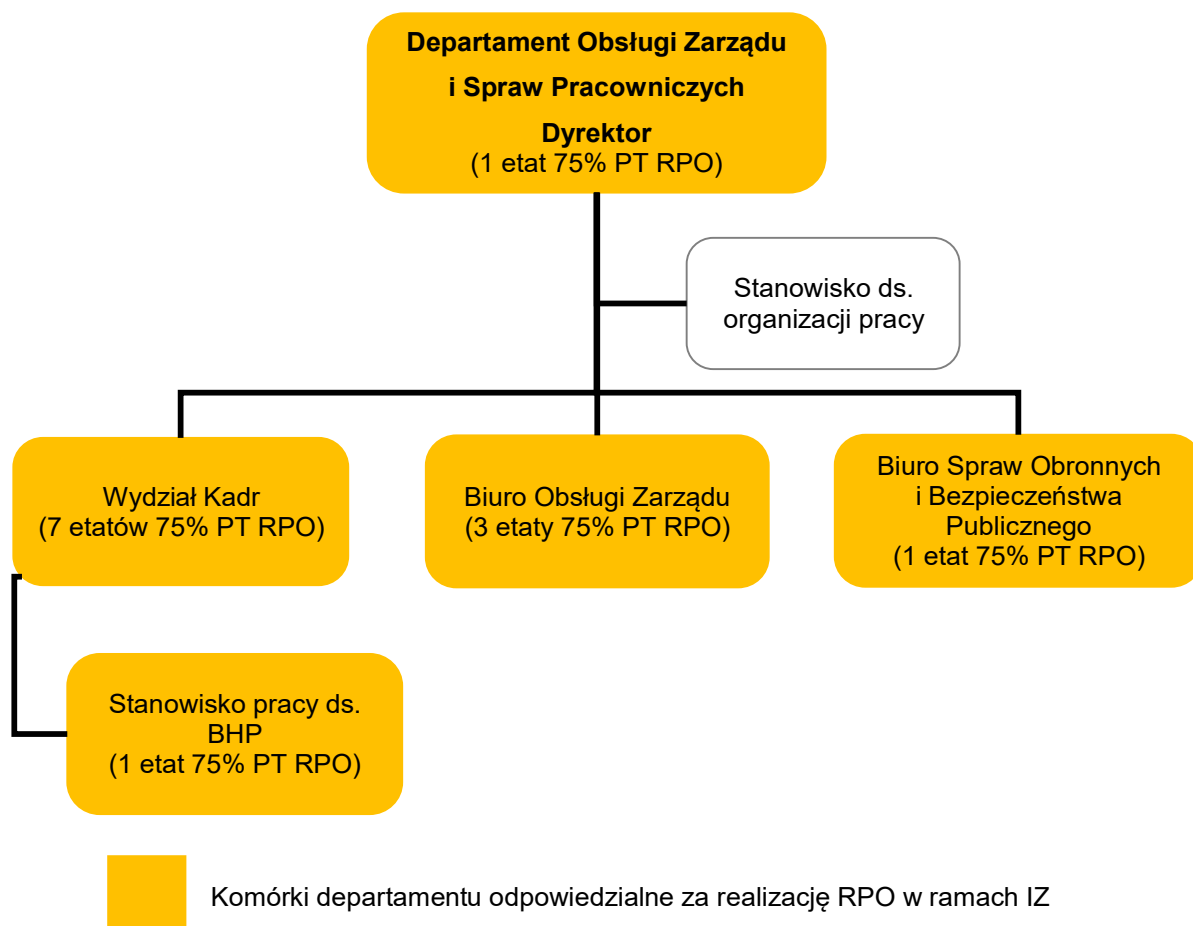 Departament Obsługi Zarządu
i Spraw Pracowniczych
Dyrektor
(1 etat 75% PT RPO)
Stanowisko ds.
organizacji pracy
Wydział Kadr
(7 etatów 75% PT RPO)
Biuro Obsługi Zarządu
(3 etaty 75% PT RPO)
Biuro Spraw Obronnych
i Bezpieczeństwa
Publicznego
(1 etat 75% PT RPO)
Stanowisko pracy ds.
BHP
(1 etat 75% PT RPO)
Komórki departamentu odpowiedzialne za realizację RPO w ramach IZ